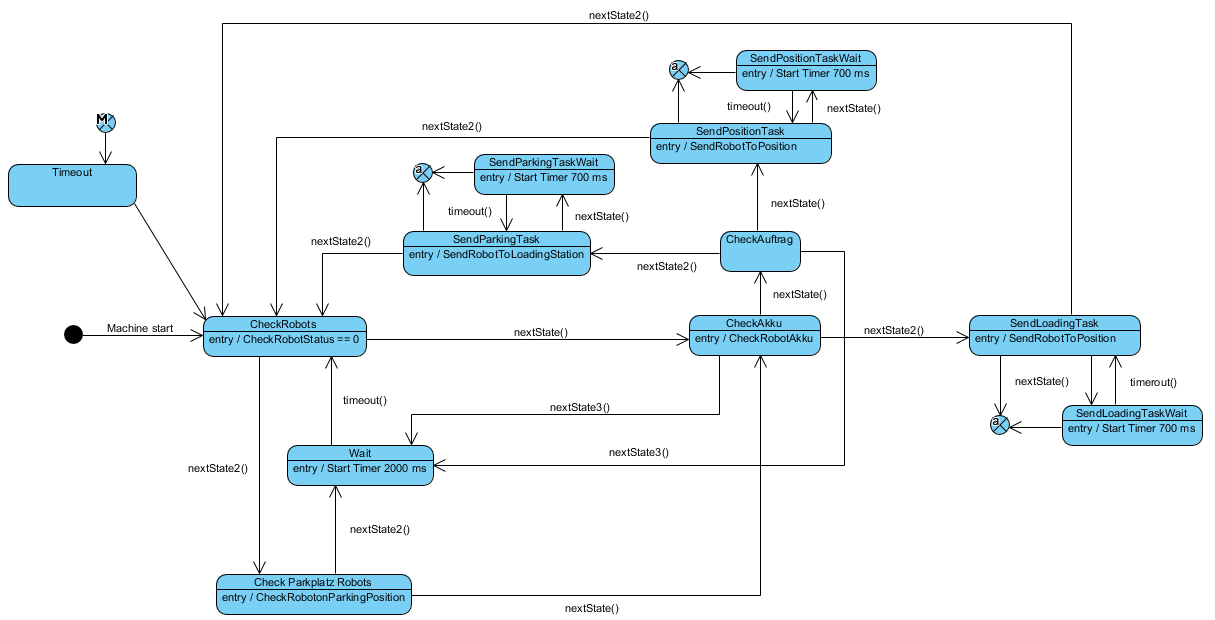 nextState2()
SendPositionTaskWait
entry / Start Timer 700 ms
a
timeout()
nextState()
M
nextState2()
SendPositionTask
entry / SendRobotToPosition
Timeout
a
SendParkingTaskWait
entry / Start Timer 700 ms
timeout()
nextState()
nextState()
nextState2()
SendParkingTask
entry / SendRobotToLoadingStation
CheckAuftrag
nextState2()
nextState()
Machine start
CheckRobots
entry / CheckRobotStatus == 0
nextState()
CheckAkku
entry / CheckRobotAkku
nextState2()
SendLoadingTask
entry / SendRobotToPosition
nextState()
timerout()
timeout()
nextState3()
a
SendLoadingTaskWait
entry / Start Timer 700 ms
Wait
entry / Start Timer 2000 ms
nextState3()
nextState2()
nextState2()
Check Parkplatz Robots
entry / CheckRobotonParkingPosition
nextState()